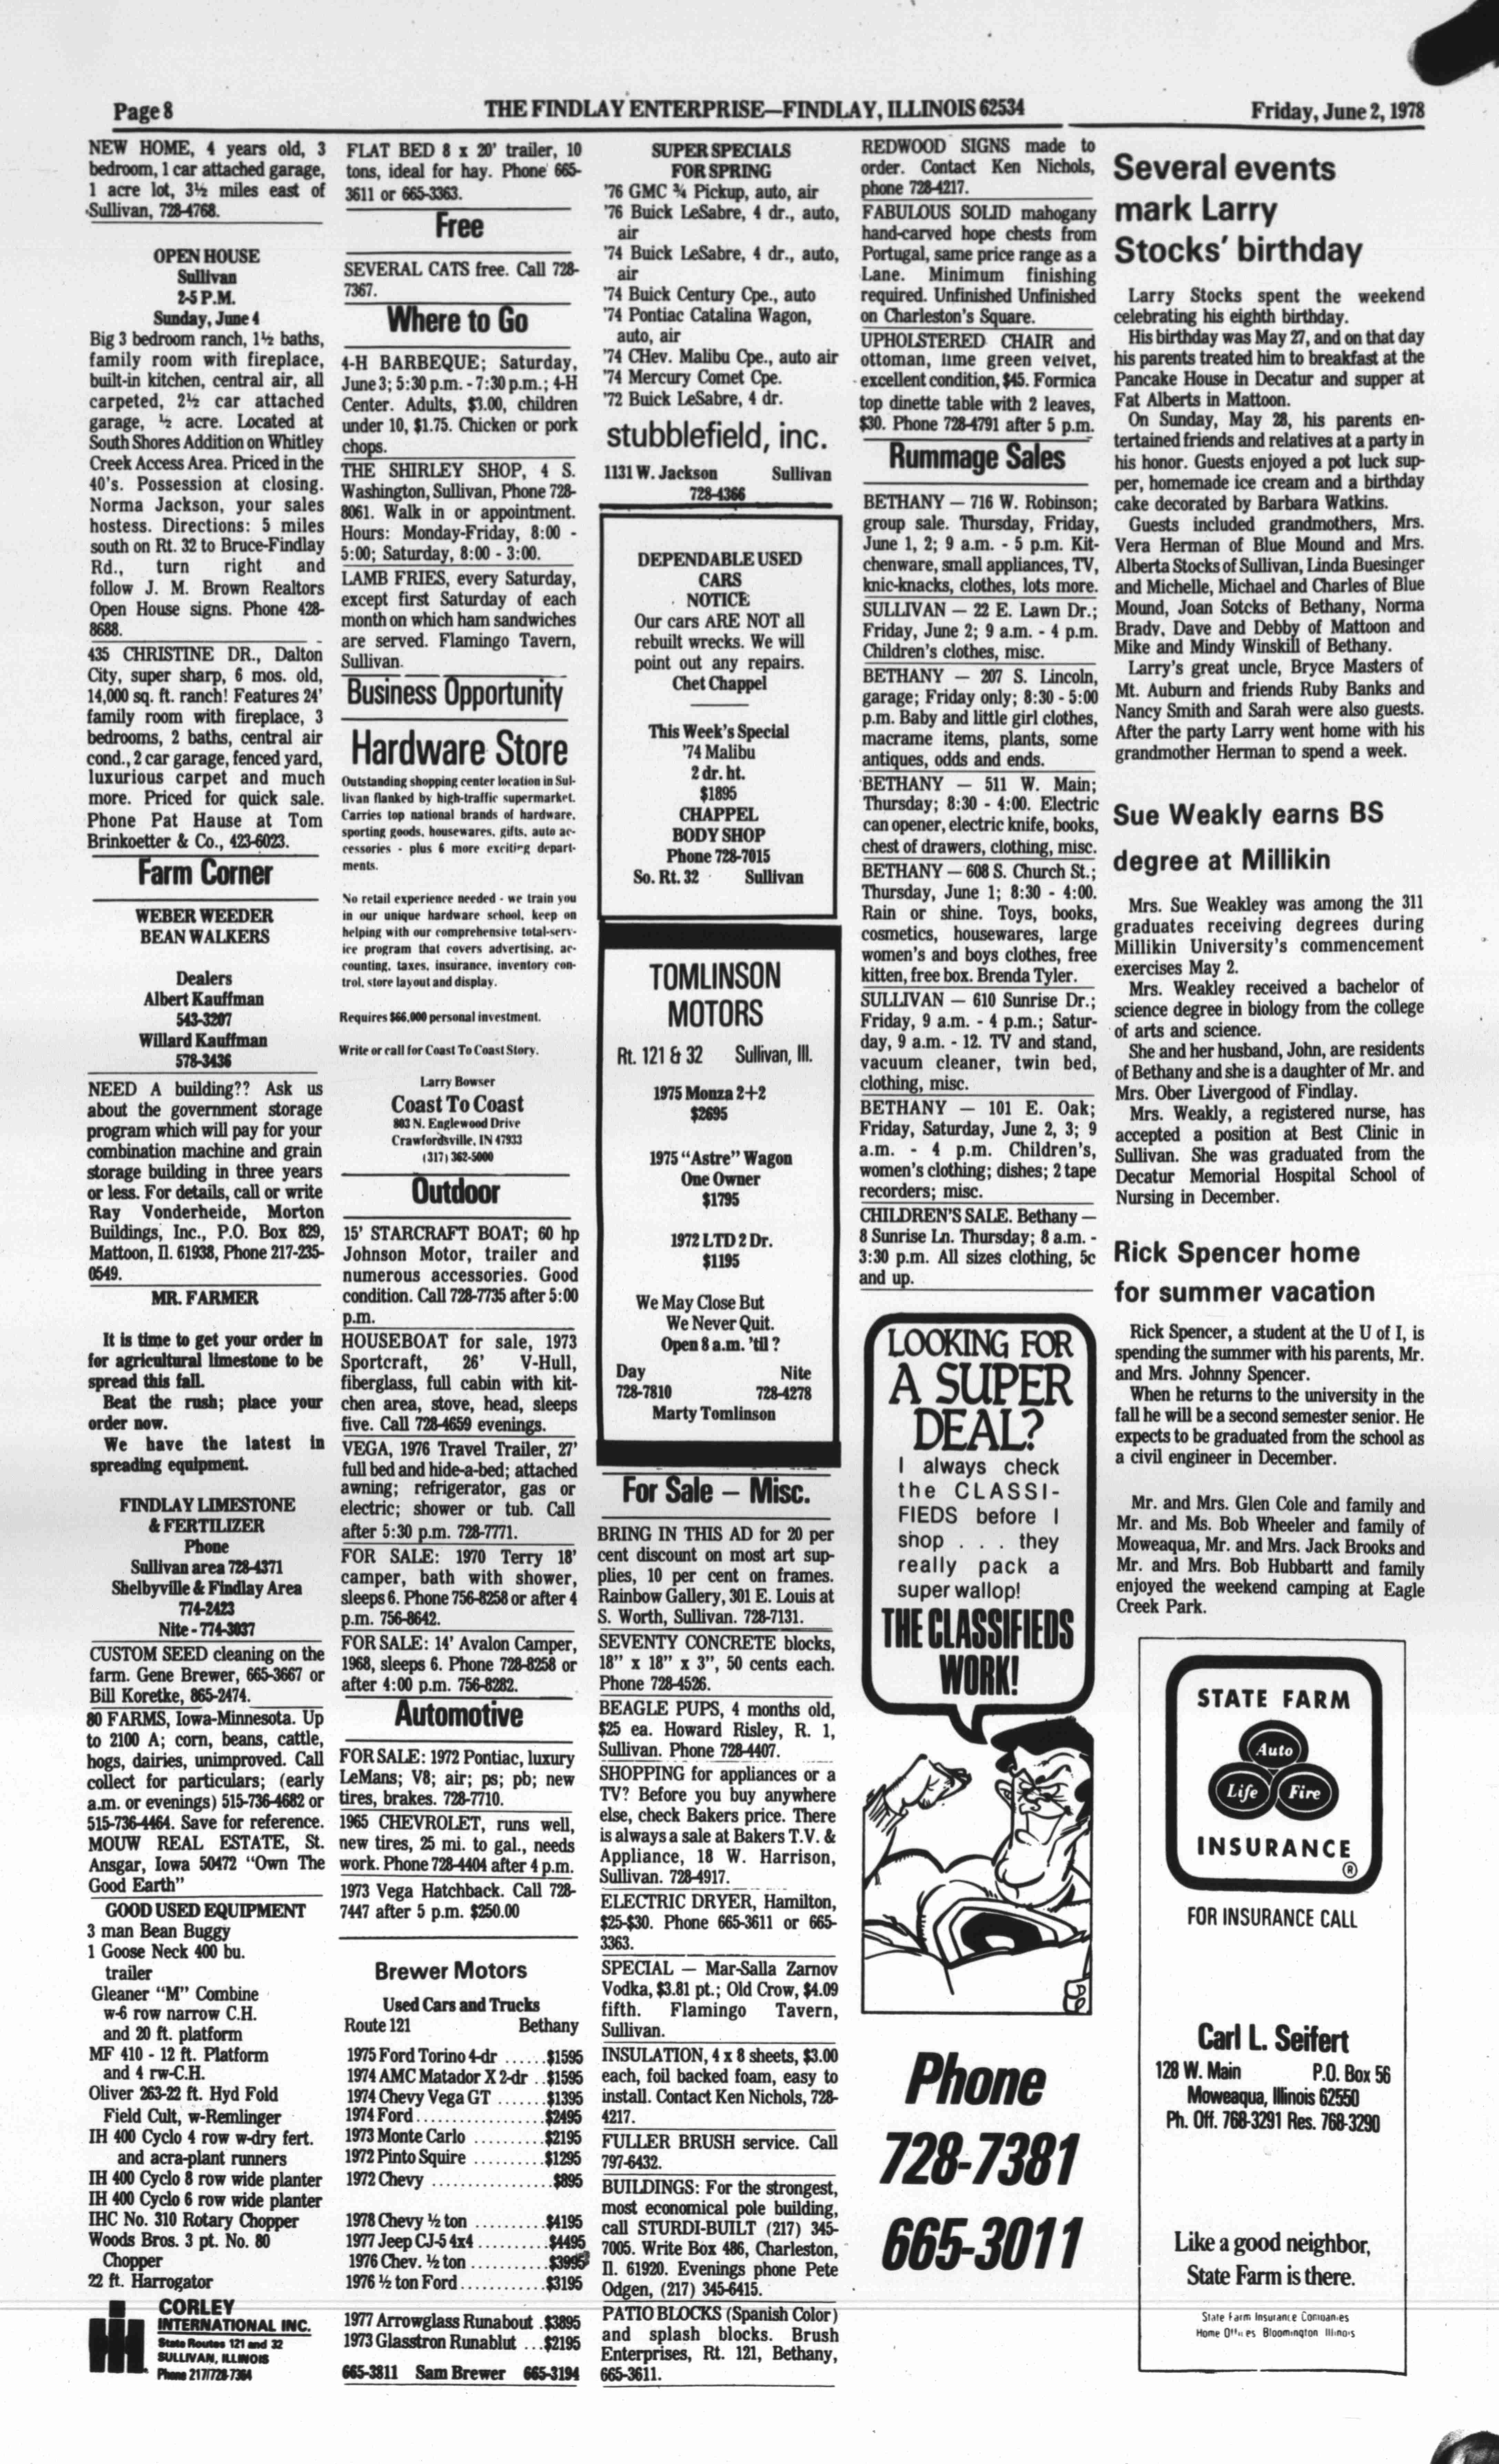 Page 8
THE FINDLAY ENTERPRISE—FINDLAY, ILLINOIS 62534
Friday, June 2, 1978
NEW HOME, 4 years old, 3
bedroom, 1 car attached garage,
1 acre lot, 3½ miles east of
Sullivan, 728-4768.
OPEN HOUSE
Sullivan
2-5 P.M.
Sunday, June 4
Big 3 bedroom ranch, 1½ baths,
family room with fireplace,
built-in kitchen, central air, all
carpeted, 2½ car attached
garage, ½ acre. Located at
South Shores Addition on Whitley
Creek Access Area. Priced in the
40's. Possession at closing.
Norma Jackson, your sales
hostess. Directions: 5 miles
south on Rt. 32 to Bruce-Findlay
Rd., turn right and
follow J. M. Brown Realtors
Open House signs. Phone 428-
8688.
435 CHRISTINE DR., Dalton
City, super sharp, 6 mos. old,
14,000 sq. ft. ranch! Features 24'
family room with fireplace, 3
bedrooms, 2 baths, central air
cond., 2 car garage, fenced yard,
luxurious carpet and much
more. Priced for quick sale.
Phone Pat Hause at Tom
Brinkoetter & Co., 423-6023.
Farm Corner
WEBER WEEDER
BEAN WALKERS
Dealers
Albert Kauffman
543-3207
Willard Kauffman
578-3436
NEED A building?? Ask us
about the government storage
program which will pay for your
combination machine and grain
storage building in three years
or less. For details, call or write
Ray Vonderheide, Morton
Buildings, Inc., P.O. Box 829,
Mattoon, Il. 61938, Phone 217-235-
0549.
MR. FARMER
It is time to get your order in
for agricultural limestone to be
spread this fall.
Beat the rush; place your
order now.
We have the latest in
spreading equipment.
FINDLAY LIMESTONE
& FERTILIZER
Phone
Sullivan area 728-4371
Shelbyville & Findlay Area
774-2423
Nite - 774-3037
CUSTOM SEED cleaning on the
farm. Gene Brewer, 665-3667 or
Bill Koretke, 865-2474.
80 FARMS, Iowa-Minnesota. Up
to 2100 A; corn, beans, cattle,
hogs, dairies, unimproved. Call
collect for particulars; (early
a.m. or evenings) 515-736-4682 or
515-736-4464. Save for reference.
MOUW REAL ESTATE, St.
Ansgar, Iowa 50472 "Own The
Good Earth"
GOOD USED EQUIPMENT
3 man Bean Buggy
1 Goose Neck 400 bu.
trailer
Gleaner "M" Combine
w-6 row narrow C.H.
and 20 ft. platform
MF 410 - 12 ft. Platform
and 4 rw-C.H.
Oliver 263-22 ft. Hyd Fold
Field Cult, w-Remlinger
IH 400 Cyclo 4 row w-dry fert.
and acra-plant runners
IH 400 Cyclo 8 row wide planter
IH 400 Cyclo 6 row wide planter
IHC No. 310 Rotary Chopper
Woods Bros. 3 pt. No. 80
Chopper
22 ft. Harrogator
CORLEY
INTERNATIONAL INC.
State Routes 121 and 32
SULLIVAN, ILLINOIS
Phone 217/728-7364
FLAT BED 8 x 20' trailer, 10
tons, ideal for hay. Phone 665-
3611 or 665-3363.
Free
SEVERAL CATS free. Call 728-
7367.
Where to Go
4-H BARBEQUE; Saturday,
June 3; 5:30 p.m. - 7:30 p.m.; 4-H
Center. Adults, $3.00, children
under 10, $1.75. Chicken or pork
chops.
THE SHIRLEY SHOP, 4 S.
Washington, Sullivan, Phone 728-
8061. Walk in or appointment.
Hours: Monday-Friday, 8:00 -
5:00; Saturday, 8:00 - 3:00.
LAMB FRIES, every Saturday,
except first Saturday of each
month on which ham sandwiches
are served. Flamingo Tavern,
Sullivan.
Business Opportunity
Hardware Store
Outstanding shopping center location in Sul-
livan flanked by high-traffic supermarket.
Carries top national brands of hardware,
sporting goods, housewares, gifts, auto ac-
cessories - plus 6 more exciting depart-
ments.
No retail experience needed - we train you
in our unique hardware school, keep on
helping with our comprehensive total-serv-
ice program that covers advertising, ac-
counting, taxes, insurance, inventory con-
trol, store layout and display.
Requires $66,000 personal investment.
Write or call for Coast To Coast Story.
Larry Bowser
Coast To Coast
803 N. Englewood Drive
Crawfordsville, IN 47933
(317) 362-5000
Outdoor
15' STARCRAFT BOAT; 60 hp
Johnson Motor, trailer and
numerous accessories. Good
condition. Call 728-7735 after 5:00
p.m.
HOUSEBOAT for sale, 1973
Sportcraft, 26' V-Hull,
fiberglass, full cabin with kit-
chen area, stove, head, sleeps
five. Call 728-4659 evenings.
VEGA, 1976 Travel Trailer, 27'
full bed and hide-a-bed; attached
awning; refrigerator, gas or
electric; shower or tub. Call
after 5:30 p.m. 728-7771.
FOR SALE: 1970 Terry 18'
camper, bath with shower,
sleeps 6. Phone 756-8258 or after 4
p.m. 756-8642.
FOR SALE: 14' Avalon Camper,
1968, sleeps 6. Phone 728-8258 or
after 4:00 p.m. 756-8282.
Automotive
FOR SALE: 1972 Pontiac, luxury
LeMans; V8; air; ps; pb; new
tires, brakes. 728-7710.
1965 CHEVROLET, runs well,
new tires, 25 mi. to gal., needs
work. Phone 728-4404 after 4 p.m.
1973 Vega Hatchback. Call 728-
7447 after 5 p.m. $250.00
Brewer Motors
Used Cars and Trucks
Route 121 Bethany
1975 Ford Torino 4-dr ......$1595
1974 AMC Matador X 2-dr ..$1595
1974 Chevy Vega GT .......$1395
1974 Ford.................$2495
1973 Monte Carlo ..........$2195
1972 Pinto Squire ..........$1295
1972 Chevy ................$895
1978 Chevy ½ ton ..........$4195
1977 Jeep CJ-5 4x4 .........$4495
1976 Chev. ½ ton ...........$3995
1976 ½ ton Ford............$3195
1977 Arrowglass Runabout .$3895
1973 Glasstron Runablut ...$2195
665-3811 Sam Brewer 665-3194
SUPER SPECIALS
FOR SPRING
'76 GMC ¾ Pickup, auto, air
'76 Buick LeSabre, 4 dr., auto,
air
'74 Buick LeSabre, 4 dr., auto,
air
'74 Buick Century Cpe., auto
'74 Pontiac Catalina Wagon,
auto, air
'74 CHev. Malibu Cpe., auto air
'74 Mercury Comet Cpe.
'72 Buick LeSabre, 4 dr.
stubblefield, inc.
1131 W. Jackson Sullivan
728-4366
DEPENDABLE USED
CARS
NOTICE
Our cars ARE NOT all
rebuilt wrecks. We will
point out any repairs.
Chet Chappel
This Week's Special
'74 Malibu
2 dr. ht.
$1895
CHAPPEL
BODY SHOP
Phone 728-7015
So. Rt. 32 Sullivan
TOMLINSON
MOTORS
Rt. 121 & 32 Sullivan, Ill.
1975 Monza 2+2
$2695
1975 "Astre" Wagon
One Owner
$1795
1972 LTD 2 Dr.
$1195
We May Close But
We Never Quit.
Open 8 a.m. 'til ?
Day Nite
728-7810 728-4278
Marty Tomlinson
For Sale – Misc.
BRING IN THIS AD for 20 per
cent discount on most art sup-
plies, 10 per cent on frames.
Rainbow Gallery, 301 E. Louis at
S. Worth, Sullivan. 728-7131.
SEVENTY CONCRETE blocks,
18" x 18" x 3", 50 cents each.
Phone 728-4526.
BEAGLE PUPS, 4 months old,
$25 ea. Howard Risley, R. 1,
Sullivan. Phone 728-4407.
SHOPPING for appliances or a
TV? Before you buy anywhere
else, check Bakers price. There
is always a sale at Bakers T.V. &
Appliance, 18 W. Harrison,
Sullivan. 728-4917.
ELECTRIC DRYER, Hamilton,
$25-$30. Phone 665-3611 or 665-
3363.
SPECIAL — Mar-Salla Zarnov
Vodka, $3.81 pt.; Old Crow, $4.09
fifth. Flamingo Tavern,
Sullivan.
INSULATION, 4 x 8 sheets, $3.00
each, foil backed foam, easy to
install. Contact Ken Nichols, 728-
4217.
FULLER BRUSH service. Call
797-6432.
BUILDINGS: For the strongest,
most economical pole building,
call STURDI-BUILT (217) 345-
7005. Write Box 486, Charleston,
Il. 61920. Evenings phone Pete
Odgen, (217) 345-6415.
PATIO BLOCKS (Spanish Color)
and splash blocks. Brush
Enterprises, Rt. 121, Bethany,
665-3611.
REDWOOD SIGNS made to
order. Contact Ken Nichols,
phone 728-4217.
FABULOUS SOLID mahogany
hand-carved hope chests from
Portugal, same price range as a
Lane. Minimum finishing
required. Unfinished Unfinished
on Charleston's Square.
UPHOLSTERED CHAIR and
ottoman, lime green velvet,
excellent condition, $45. Formica
top dinette table with 2 leaves,
$30. Phone 728-4791 after 5 p.m.
Rummage Sales
BETHANY — 716 W. Robinson;
group sale. Thursday, Friday,
June 1, 2; 9 a.m. - 5 p.m. Kit-
chenware, small appliances, TV,
knic-knacks, clothes, lots more.
SULLIVAN — 22 E. Lawn Dr.;
Friday, June 2; 9 a.m. - 4 p.m.
Children's clothes, misc.
BETHANY — 207 S. Lincoln,
garage; Friday only; 8:30 - 5:00
p.m. Baby and little girl clothes,
macrame items, plants, some
antiques, odds and ends.
BETHANY — 511 W. Main;
Thursday; 8:30 - 4:00. Electric
can opener, electric knife, books,
chest of drawers, clothing, misc.
BETHANY — 608 S. Church St.;
Thursday, June 1; 8:30 - 4:00.
Rain or shine. Toys, books,
cosmetics, housewares, large
women's and boys clothes, free
kitten, free box. Brenda Tyler.
SULLIVAN — 610 Sunrise Dr.;
Friday, 9 a.m. - 4 p.m.; Satur-
day, 9 a.m. - 12. TV and stand,
vacuum cleaner, twin bed,
clothing, misc.
BETHANY — 101 E. Oak;
Friday, Saturday, June 2, 3; 9
a.m. - 4 p.m. Children's,
women's clothing; dishes; 2 tape
recorders; misc.
CHILDREN'S SALE. Bethany —
8 Sunrise Ln. Thursday; 8 a.m. -
3:30 p.m. All sizes clothing, 5c
and up.
LOOKING FOR
A SUPER
DEAL?
I always check
the CLASSI-
FIEDS before I
shop . . . they
really pack a
super wallop!
THE CLASSIFIEDS
WORK!
Phone
728-7381
665-3011
Several events
mark Larry
Stocks' birthday
Larry Stocks spent the weekend
celebrating his eighth birthday.
His birthday was May 27, and on that day
his parents treated him to breakfast at the
Pancake House in Decatur and supper at
Fat Alberts in Mattoon.
On Sunday, May 28, his parents en-
tertained friends and relatives at a party in
his honor. Guests enjoyed a pot luck sup-
per, homemade ice cream and a birthday
cake decorated by Barbara Watkins.
Guests included grandmothers, Mrs.
Vera Herman of Blue Mound and Mrs.
Alberta Stocks of Sullivan, Linda Buesinger
and Michelle, Michael and Charles of Blue
Mound, Joan Sotcks of Bethany, Norma
Brady, Dave and Debby of Mattoon and
Mike and Mindy Winskill of Bethany.
Larry's great uncle, Bryce Masters of
Mt. Auburn and friends Ruby Banks and
Nancy Smith and Sarah were also guests.
After the party Larry went home with his
grandmother Herman to spend a week.
Sue Weakly earns BS
degree at Millikin
Mrs. Sue Weakley was among the 311
graduates receiving degrees during
Millikin University's commencement
exercises May 2.
Mrs. Weakley received a bachelor of
science degree in biology from the college
of arts and science.
She and her husband, John, are residents
of Bethany and she is a daughter of Mr. and
Mrs. Ober Livergood of Findlay.
Mrs. Weakly, a registered nurse, has
accepted a position at Best Clinic in
Sullivan. She was graduated from the
Decatur Memorial Hospital School of
Nursing in December.
Rick Spencer home
for summer vacation
Rick Spencer, a student at the U of I, is
spending the summer with his parents, Mr.
and Mrs. Johnny Spencer.
When he returns to the university in the
fall he will be a second semester senior. He
expects to be graduated from the school as
a civil engineer in December.
Mr. and Mrs. Glen Cole and family and
Mr. and Ms. Bob Wheeler and family of
Moweaqua, Mr. and Mrs. Jack Brooks and
Mr. and Mrs. Bob Hubbartt and family
enjoyed the weekend camping at Eagle
Creek Park.
STATE FARM
Auto
Life Fire
INSURANCE
®
FOR INSURANCE CALL
Carl L. Seifert
128 W. Main P.O. Box 56
Moweaqua, Illinois 62550
Ph. Off. 768-3291 Res. 768-3290
Like a good neighbor,
State Farm is there.
State Farm Insurance Companies
Home Offices Bloomington Illinois